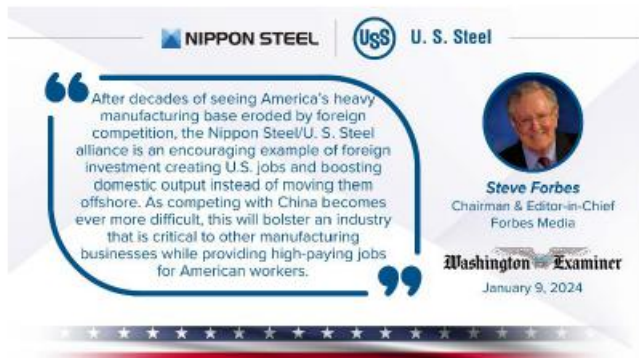 NIPPON STEEL
USS
U. S. Steel
After decades of seeing America's heavy
manufacturing base eroded by foreign
competition, the Nippon Steel/U. S. Steel
alliance is an encouraging example of foreign
investment creating U.S. jobs and boosting
domestic output instead of moving them
offshore. As competing with China becomes
ever more difficult, this will bolster an industry
that is critical to other manufacturing
businesses while providing high-paying jobs
for American workers.
Steve Forbes
Chairman & Editor-in-Chief
Forbes Media
Washington Examiner
January 9, 2024